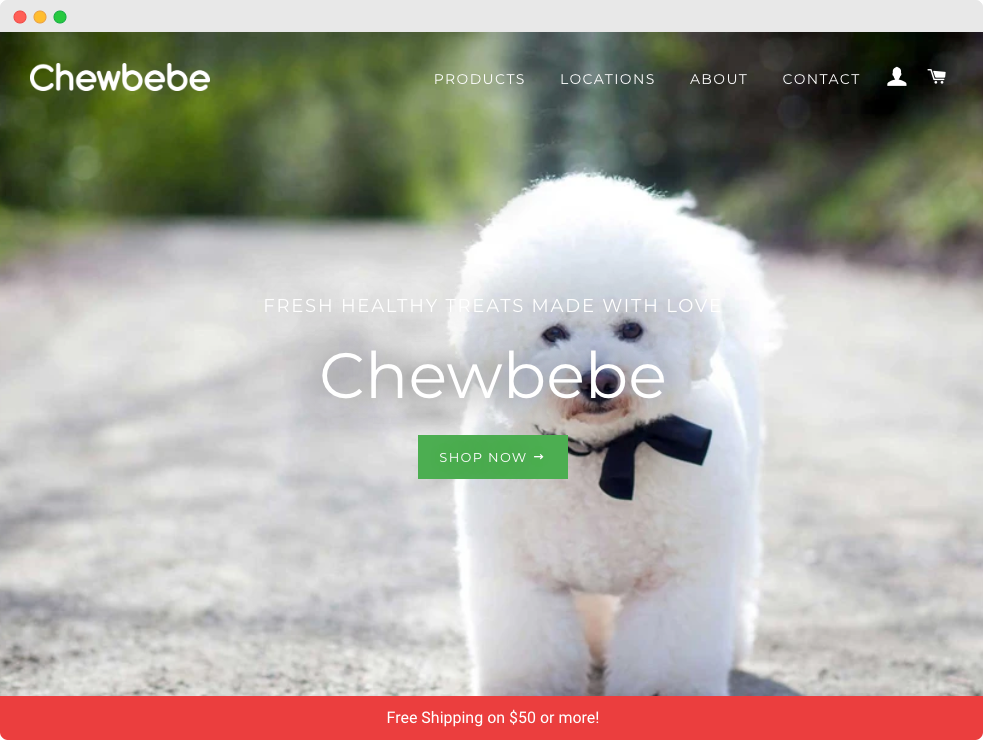 Chewbebe
PRODUCTS LOCATIONS ABOUT CONTACT
FRESH HEALTHY TREATS MADE WITH LOVE
Chewbebe
SHOP NOW →
Free Shipping on $50 or more!